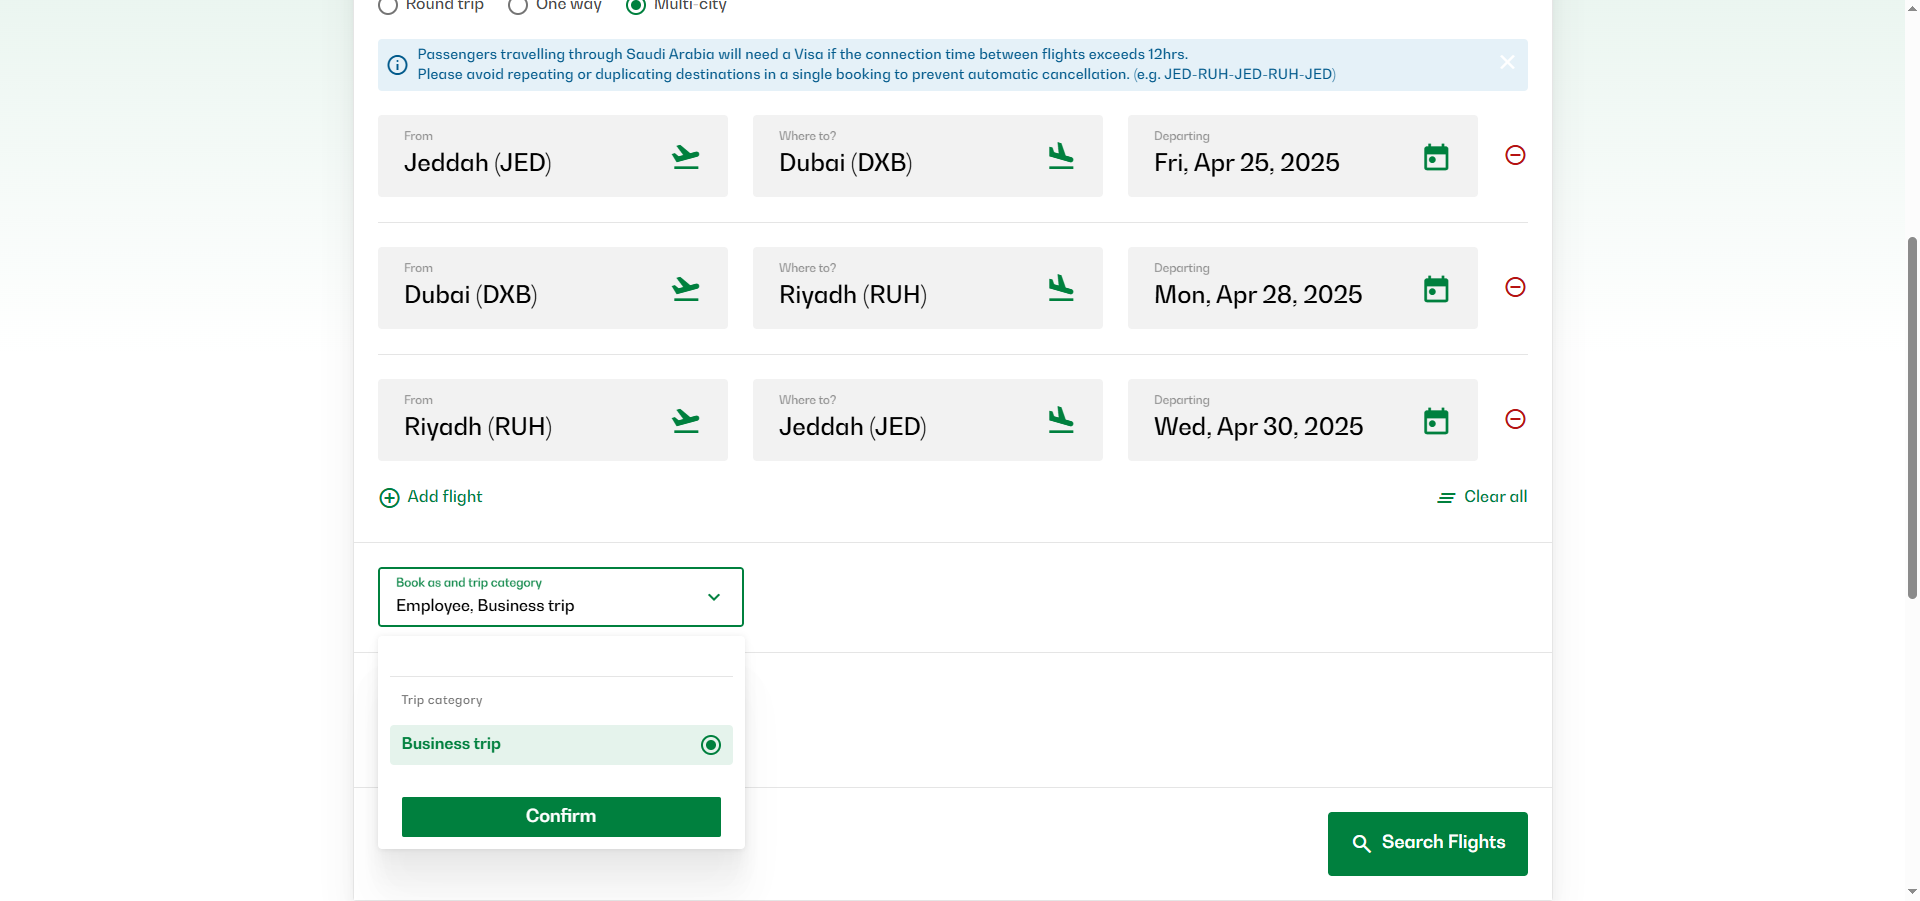 Round trip One way Multi-city
Passengers travelling through Saudi Arabia will need a Visa if the connection time between flights exceeds 12hrs.
Please avoid repeating or duplicating destinations in a single booking to prevent automatic cancellation. (e.g. JED-RUH-JED-RUH-JED)
From Where to? Departing
Jeddah (JED) Dubai (DXB) Fri, Apr 25, 2025
From Where to? Departing
Dubai (DXB) Riyadh (RUH) Mon, Apr 28, 2025
From Where to? Departing
Riyadh (RUH) Jeddah (JED) Wed, Apr 30, 2025
Add flight Clear all
Book as and trip category
Employee, Business trip
Trip category
Business trip
Confirm
Search Flights